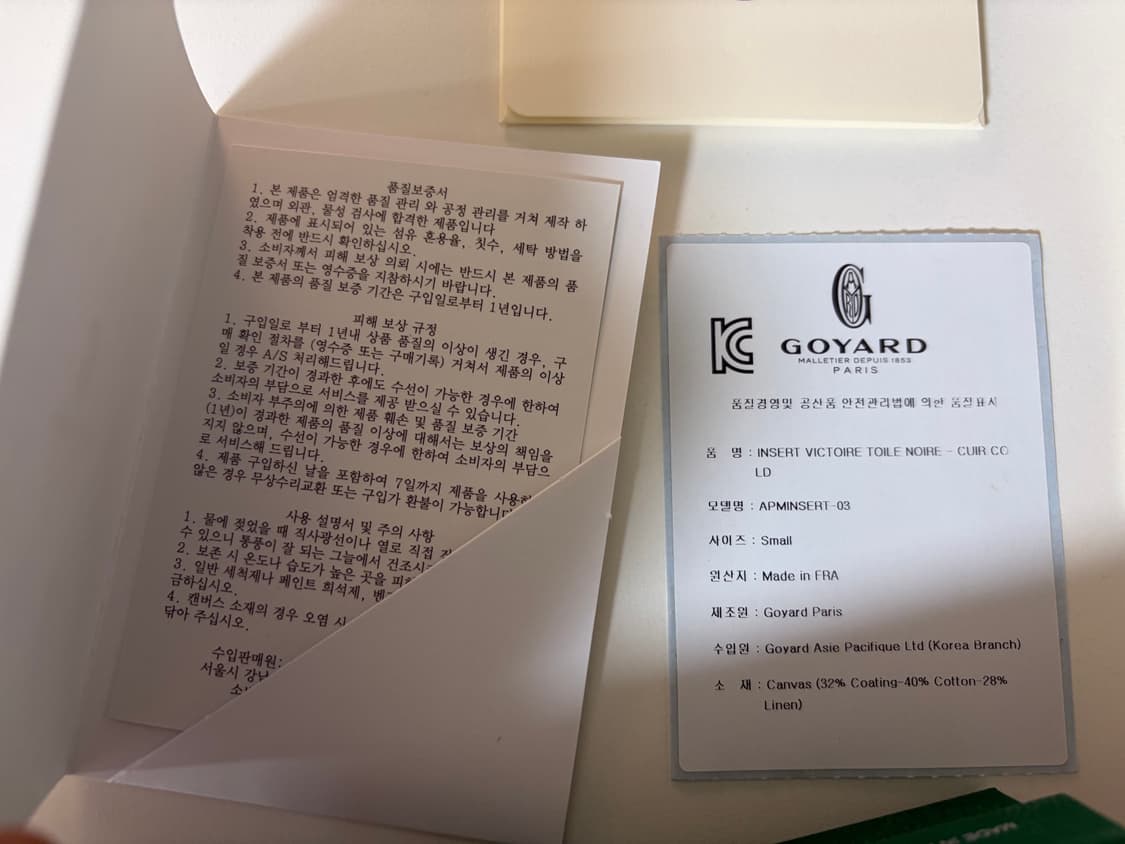 품질보증서
1. 본 제품은 엄격한 품질 관리 와 공정 관리를 거쳐 제작 하
였으며 외관, 물성 검사에 합격한 제품입니다
2. 제품에 표시되어 있는 섬유 혼용율, 칫수, 세탁 방법을
착용 전에 반드시 확인하십시오.
3. 소비자께서 피해 보상 의뢰 시에는 반드시 본 제품의 품
질 보증서 또는 영수증을 지참하시기 바랍니다.
4. 본 제품의 품질 보증 기간은 구입일로부터 1년입니다.
피해 보상 규정
1. 구입일로 부터 1년내 상품 품질의 이상이 생긴 경우, 구
매 확인 절차를 (영수증 또는 구매기록) 거쳐서 제품의 이상
일 경우 A/S 처리해드립니다.
2. 보증 기간이 경과한 후에도 수선이 가능한 경우에 한하여
소비자의 부담으로 서비스를 제공 받으실 수 있습니다.
3. 소비자 부주의에 의한 제품 훼손 및 품질 보증 기간
(1년)이 경과한 제품의 품질 이상에 대해서는 보상의 책임을
지지 않으며, 수선이 가능한 경우에 한하여 소비자의 부담으
로 서비스해 드립니다.
4. 제품 구입하신 날을 포함하여 7일까지 제품을 사용하
않은 경우 무상수리교환 또는 구입가 환불이 가능합니
사용 설명서 및 주의 사항
1. 물에 젖었을 때 직사광선이나 열로 직접
수 있으니 통풍이 잘 되는 그늘에서 건조시
2. 보존 시 온도나 습도가 높은 곳을 피
3. 일반 세척제나 페인트 희석제, 벤
금하십시오.
4. 캔버스 소재의 경우 오염 시
닦아 주십시오.
수입판매원:
서울시 강남
소
KC
GOYARD
MALLETIER DEPUIS 1853
PARIS
품질경영및 공산품 안전관리법에 의한 품질표시
품 명 : INSERT VICTOIRE TOILE NOIRE - CUIR CO
LD
모델명 : APMINSERT-03
사이즈 : Small
원산지 : Made in FRA
제조원 : Goyard Paris
수입원 : Goyard Asie Pacifique Ltd (Korea Branch)
소 재 : Canvas (32% Coating-40% Cotton-28%
Linen)